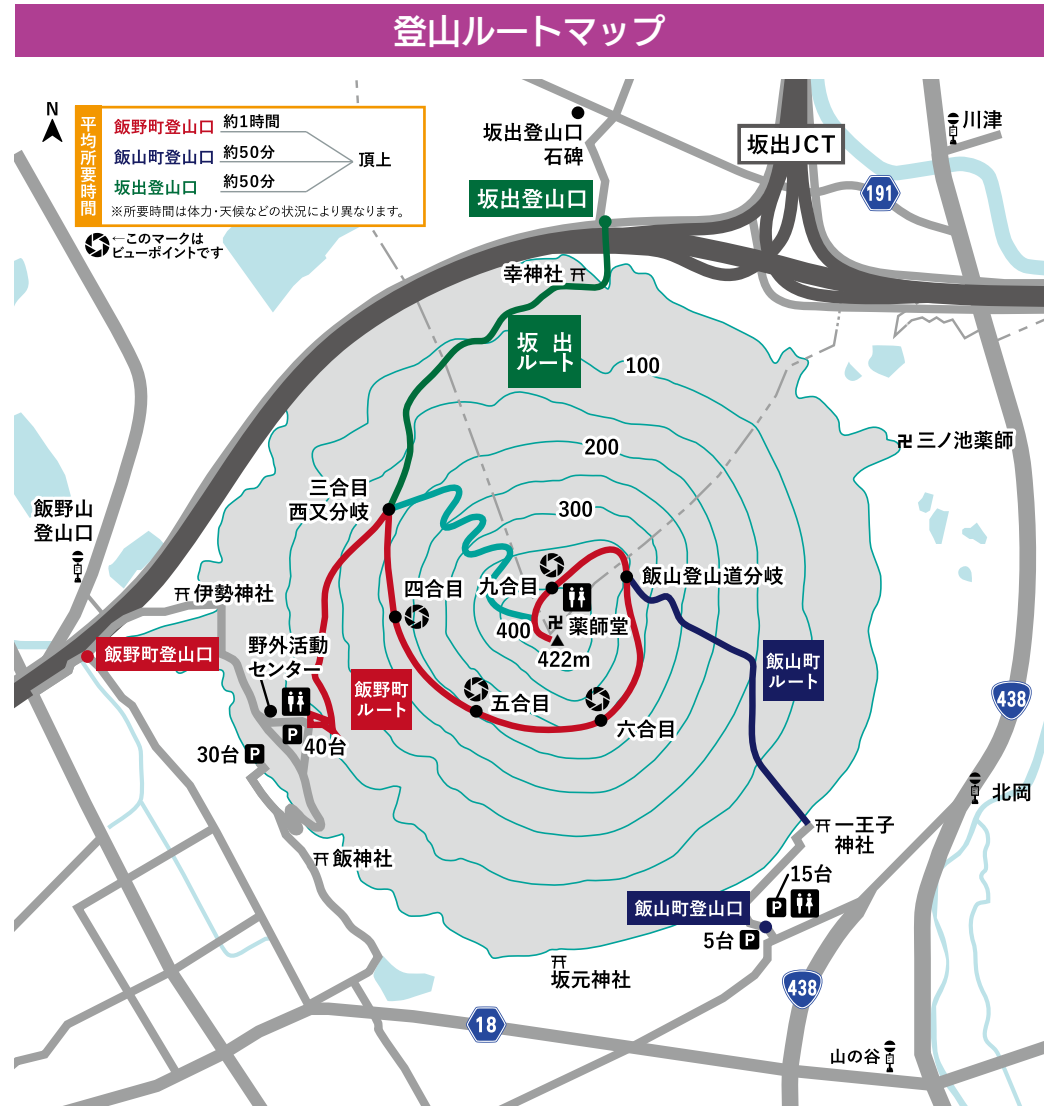 登山ルートマップ
N
平均所要時間
飯野町登山口 約1時間
飯山町登山口 約50分
坂出登山口 約50分
頂上
※所要時間は体力・天候などの状況により異なります。
←このマークは
ビューポイントです
坂出登山口
石碑
坂出登山口
坂出JCT
川津
191
幸神社
坂 出
ルート
100
200
300
400
三ノ池薬師
三合目
西又分岐
飯野山
登山口
伊勢神社
飯野町登山口
四合目
九合目
飯山登山道分岐
薬師堂
422m
野外活動
センター
飯野町
ルート
飯山町
ルート
五合目
六合目
P
40台
30台 P
飯神社
438
北岡
一王子
神社
15台
P
飯山町登山口
5台 P
坂元神社
438
18
山の谷